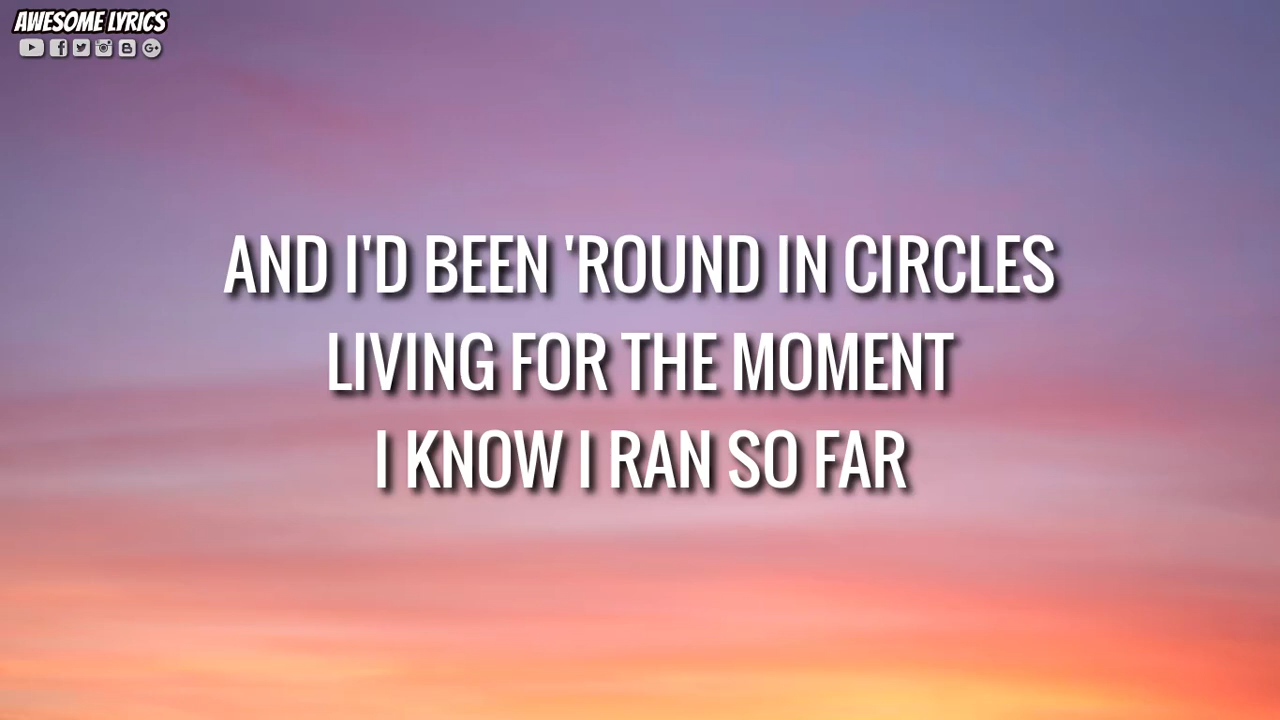 AWESOME LYRICS
AND I'D BEEN 'ROUND IN CIRCLES
LIVING FOR THE MOMENT
I KNOW I RAN SO FAR